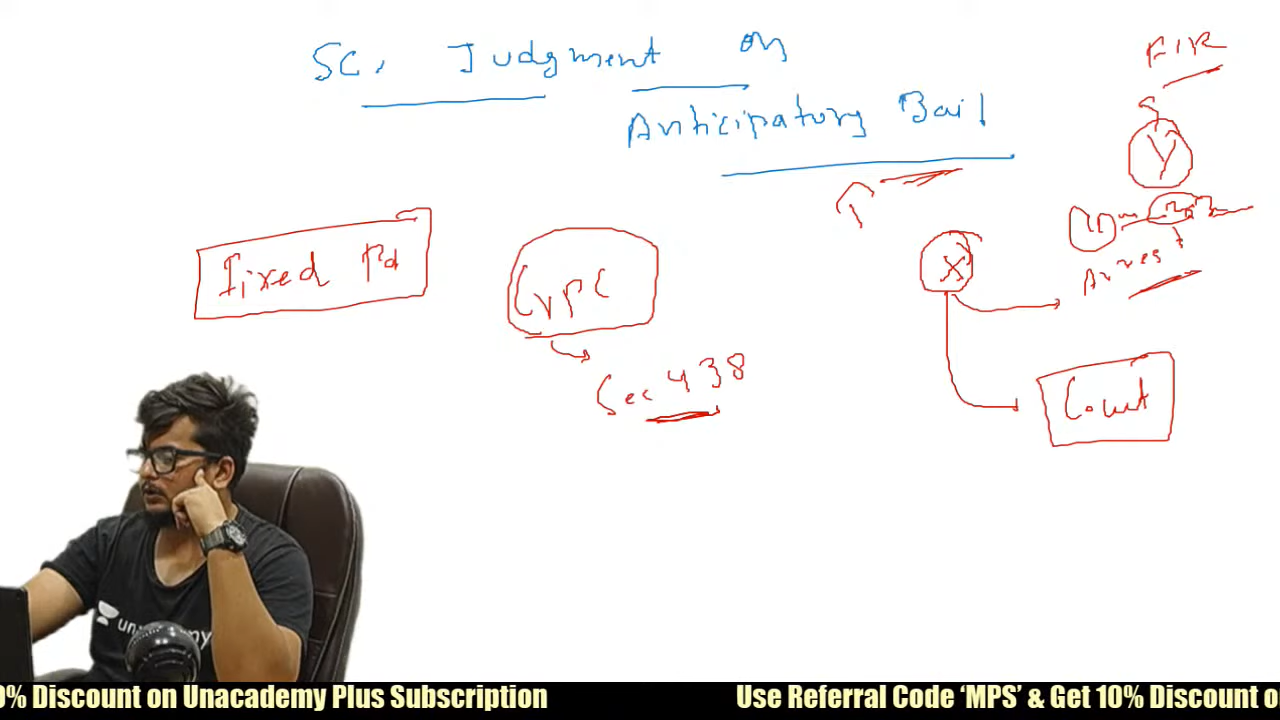 SC. Judgment on
Anticipatory Bail
FIR
Y
X
Arrest
Fixed Pd
CrPC
Sec 438
Court
unacademy
0% Discount on Unacademy Plus Subscription
Use Referral Code ‘MPS’ & Get 10% Discount o